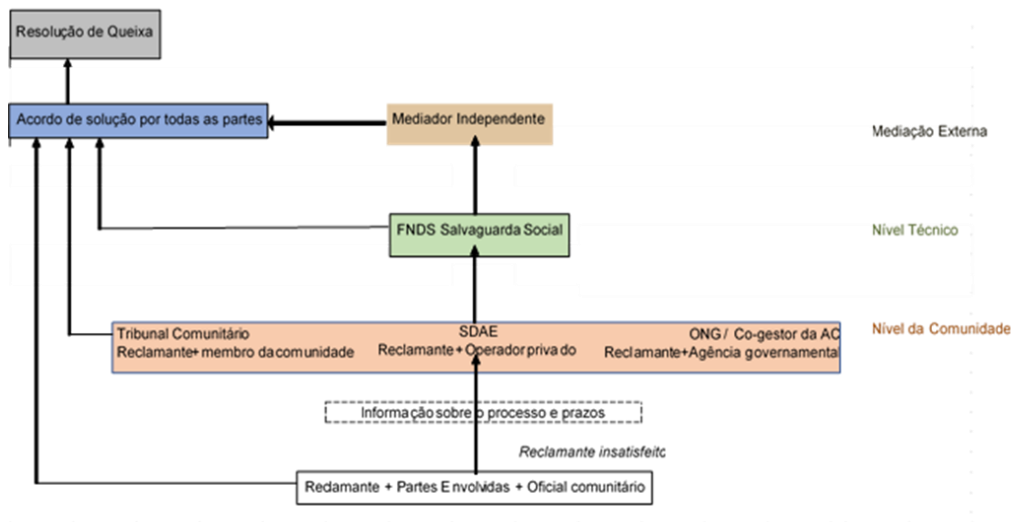 Resolução de Queixa
Acordo de solução por todas as partes
Mediador Independente
Mediação Externa
FNDS Salvaguarda Social
Nível Técnico
Nível da Comunidade
Tribunal Comunitário
Reclamante+ membro da comunidade
SDAE
Reclamante + Operador privado
ONG / Co-gestor da AC
Reclamante+Agência governamental
Informação sobre o processo e prazos
Reclamante insatisfeito
Redamante + Partes Envolvidas + Oficial comunitário